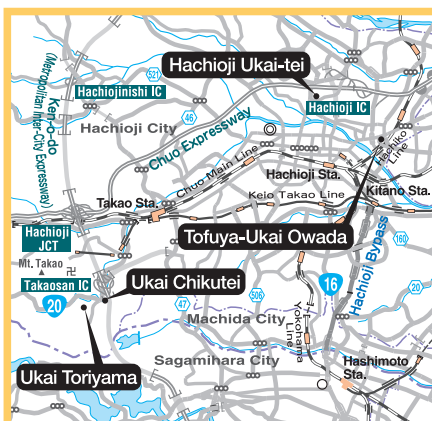 Hachioji Ukai-tei
521
Hachiojinishi IC
Hachioji IC
Ken-o-do
(Metropolitan Inter-City Expressway)
46
Hachioji City
Chuo Expressway
Hachiko Line
Chuo Main Line
Hachioji Sta.
Keio Takao Line
Kitano Sta.
Takao Sta.
Hachioji
JCT
Tofuya-Ukai Owada
160
Mt. Takao
Takaosan IC
Ukai Chikutei
16
Hachioji Bypass
20
20
47
506
Machida City
Yokohama
Line
Sagamihara City
Hashimoto
Sta.
Ukai Toriyama